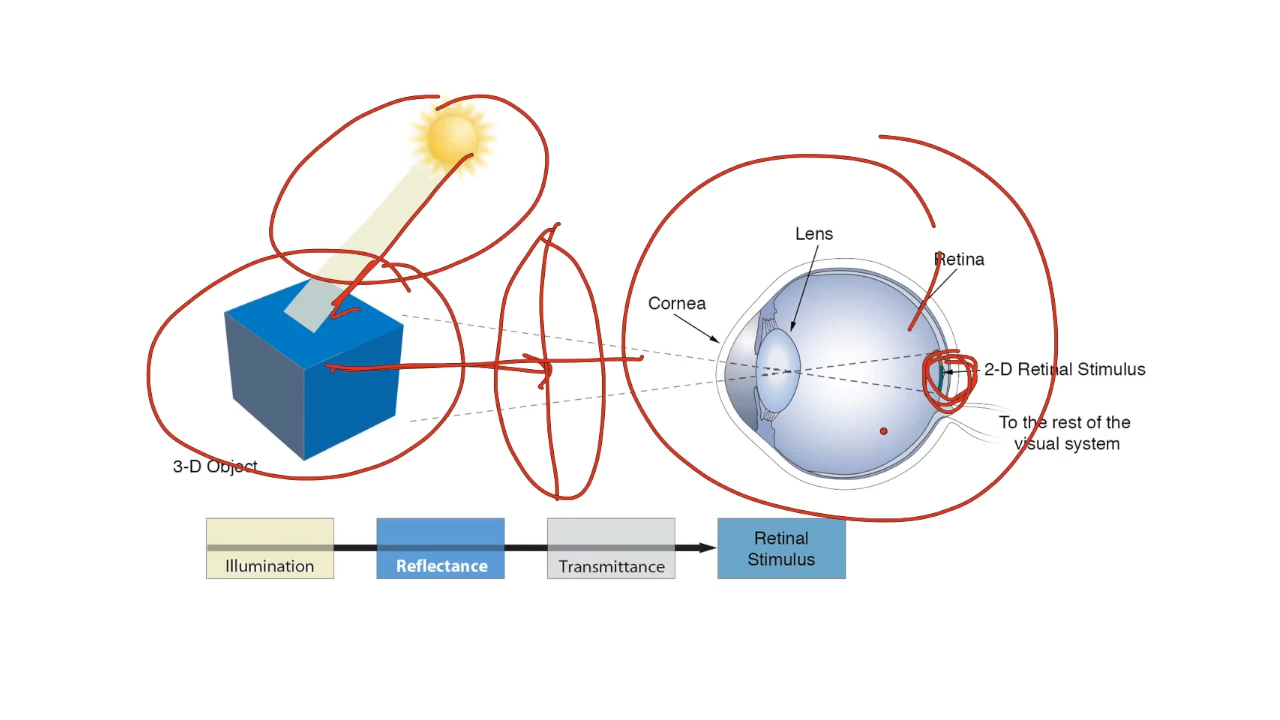 Lens
Retina
Cornea
2-D Retinal Stimulus
To the rest of the
visual system
3-D Object
Illumination
Reflectance
Transmittance
Retinal
Stimulus